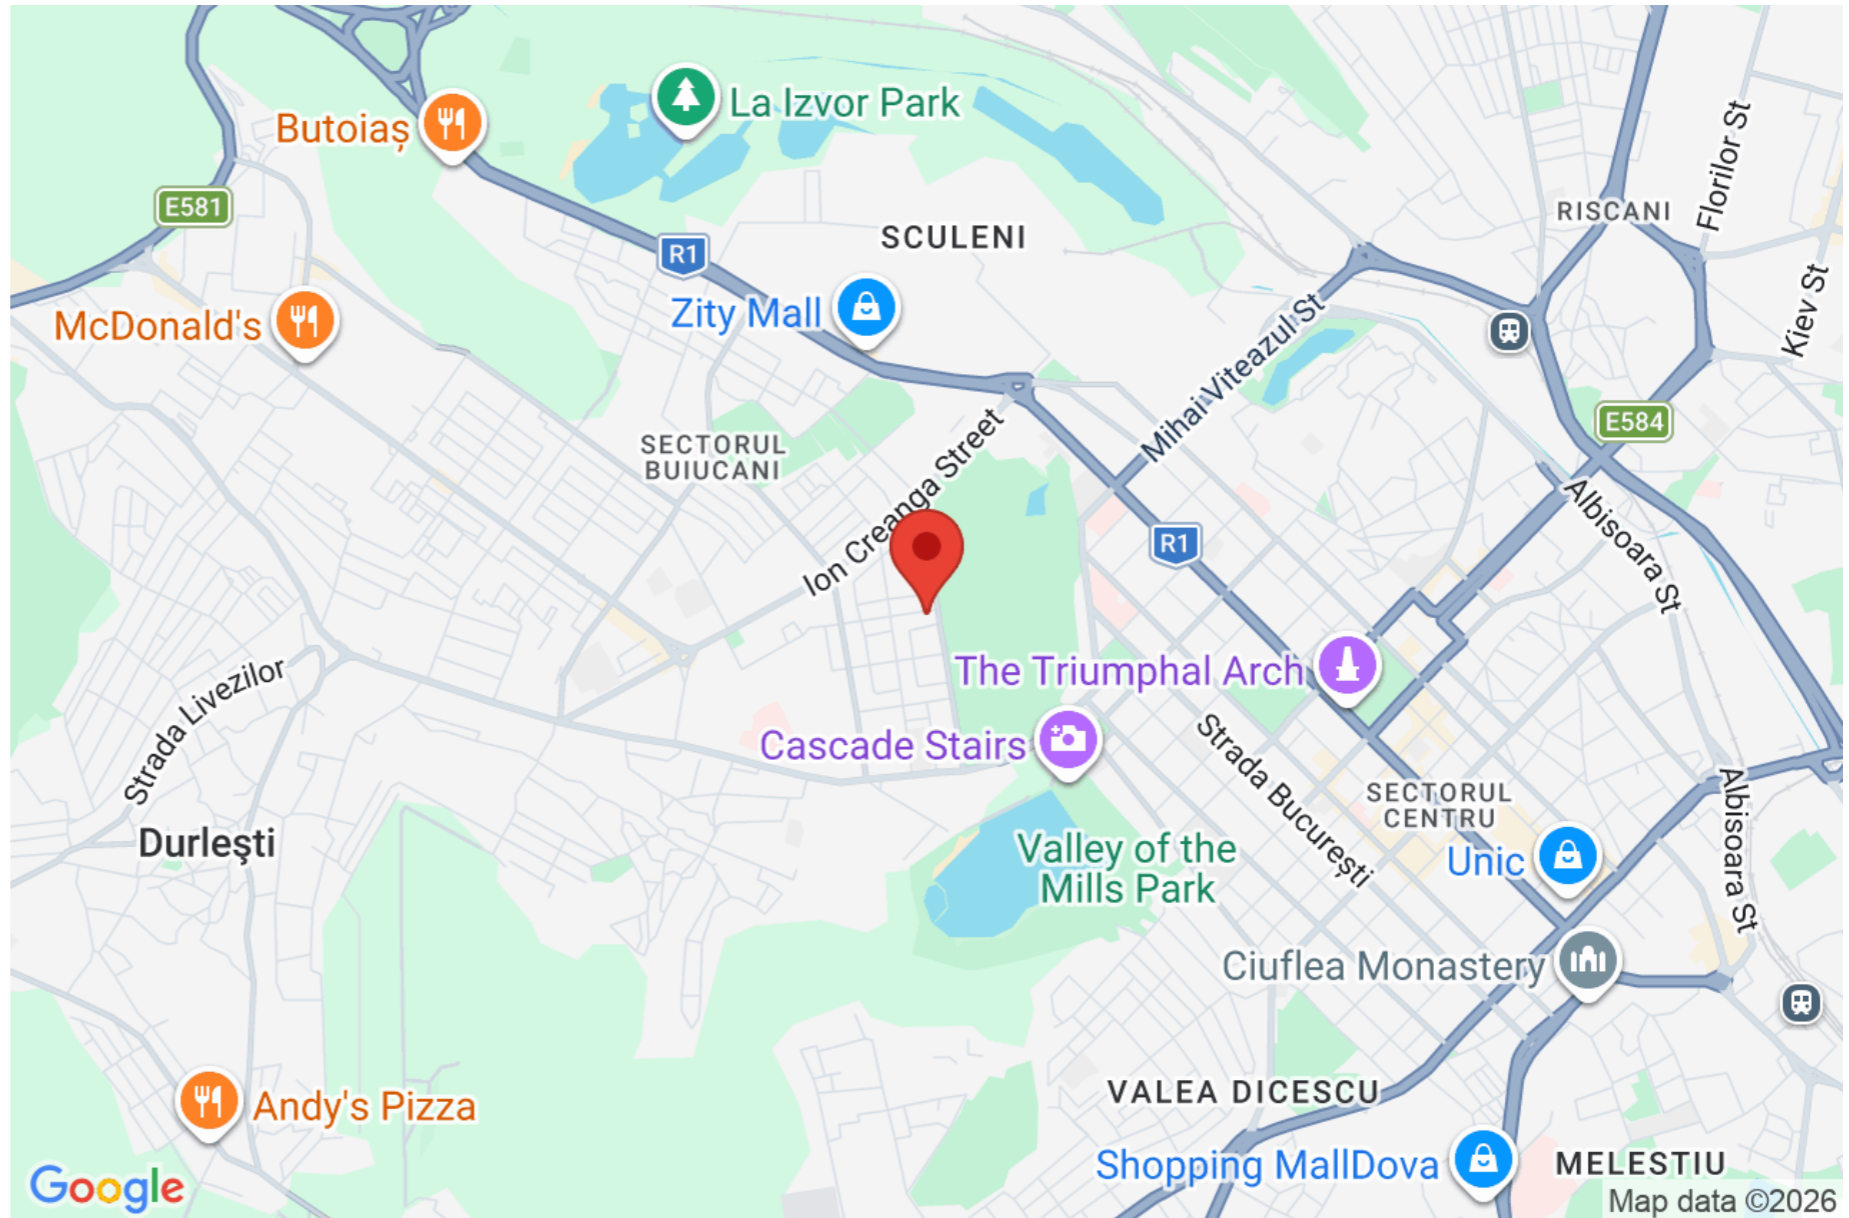 La Izvor Park
Butoiaș
E581
R1
SCULENI
RISCANI
Florilor St
Kiev St
McDonald's
Zity Mall
Mihai Viteazul St
E584
SECTORUL
BUIUCANI
Ion Creanga Street
R1
Albisoara St
The Triumphal Arch
Strada Livezilor
Cascade Stairs
Strada București
SECTORUL
CENTRU
Albisoara St
Durleşti
Valley of the
Mills Park
Unic
Ciuflea Monastery
VALEA DICESCU
Andy's Pizza
Shopping MallDova
MELESTIU
Google
Map data ©2026